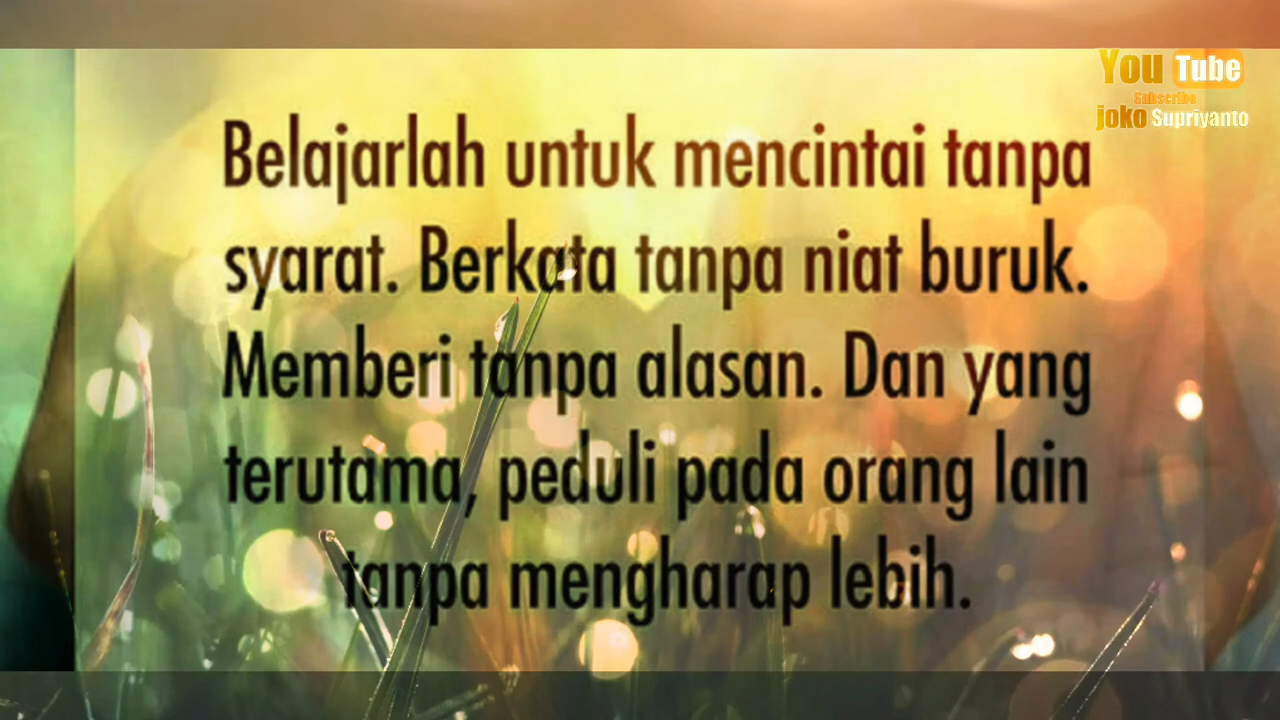 You Tube
Subscribe
joko Supriyanto
Belajarlah untuk mencintai tanpa
syarat. Berkata tanpa niat buruk.
Memberi tanpa alasan. Dan yang
terutama, peduli pada orang lain
tanpa mengharap lebih.